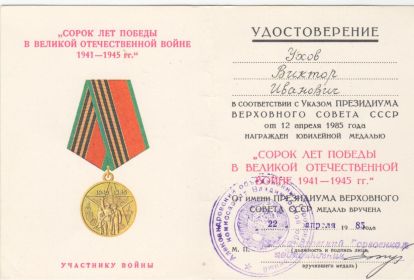 „СОРОК ЛЕТ ПОБЕДЫ
В ВЕЛИКОЙ ОТЕЧЕСТВЕННОЙ ВОЙНЕ
1941—1945 гг."
УЧАСТНИКУ ВОЙНЫ
УДОСТОВЕРЕНИЕ
Ухов
Виктор
Иванович
В СООТВЕТСТВИИ С УКАЗОМ ПРЕЗИДИУМА
ВЕРХОВНОГО СОВЕТА СССР
от 12 апреля 1985 года
НАГРАЖДЕН ЮБИЛЕЙНОЙ МЕДАЛЬЮ
„СОРОК ЛЕТ ПОБЕДЫ
В ВЕЛИКОЙ ОТЕЧЕСТВЕННОЙ
ВОЙНЕ 1941—1945 гг."
От имени ПРЕЗИДИУМА ВЕРХОВНОГО
СОВЕТА СССР МЕДАЛЬ ВРУЧЕНА
22 апреля 1985
М. П.